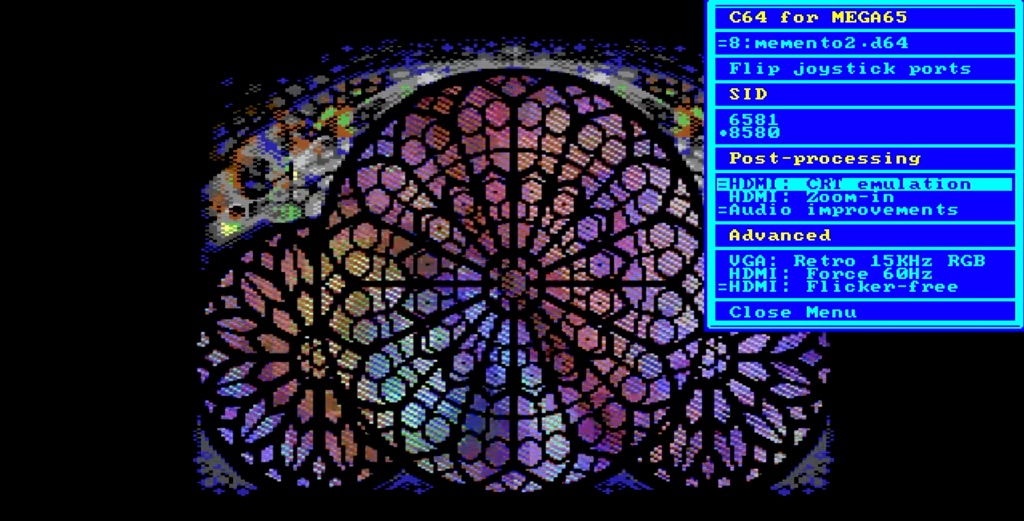 C64 for MEGA65
=8:memento2.d64
Flip joystick ports
SID
6581
•8580
Post-processing
=HDMI: CRT emulation
HDMI: Zoom-in
=Audio improvements
Advanced
VGA: Retro 15KHz RGB
HDMI: Force 60Hz
=HDMI: Flicker-free
Close Menu